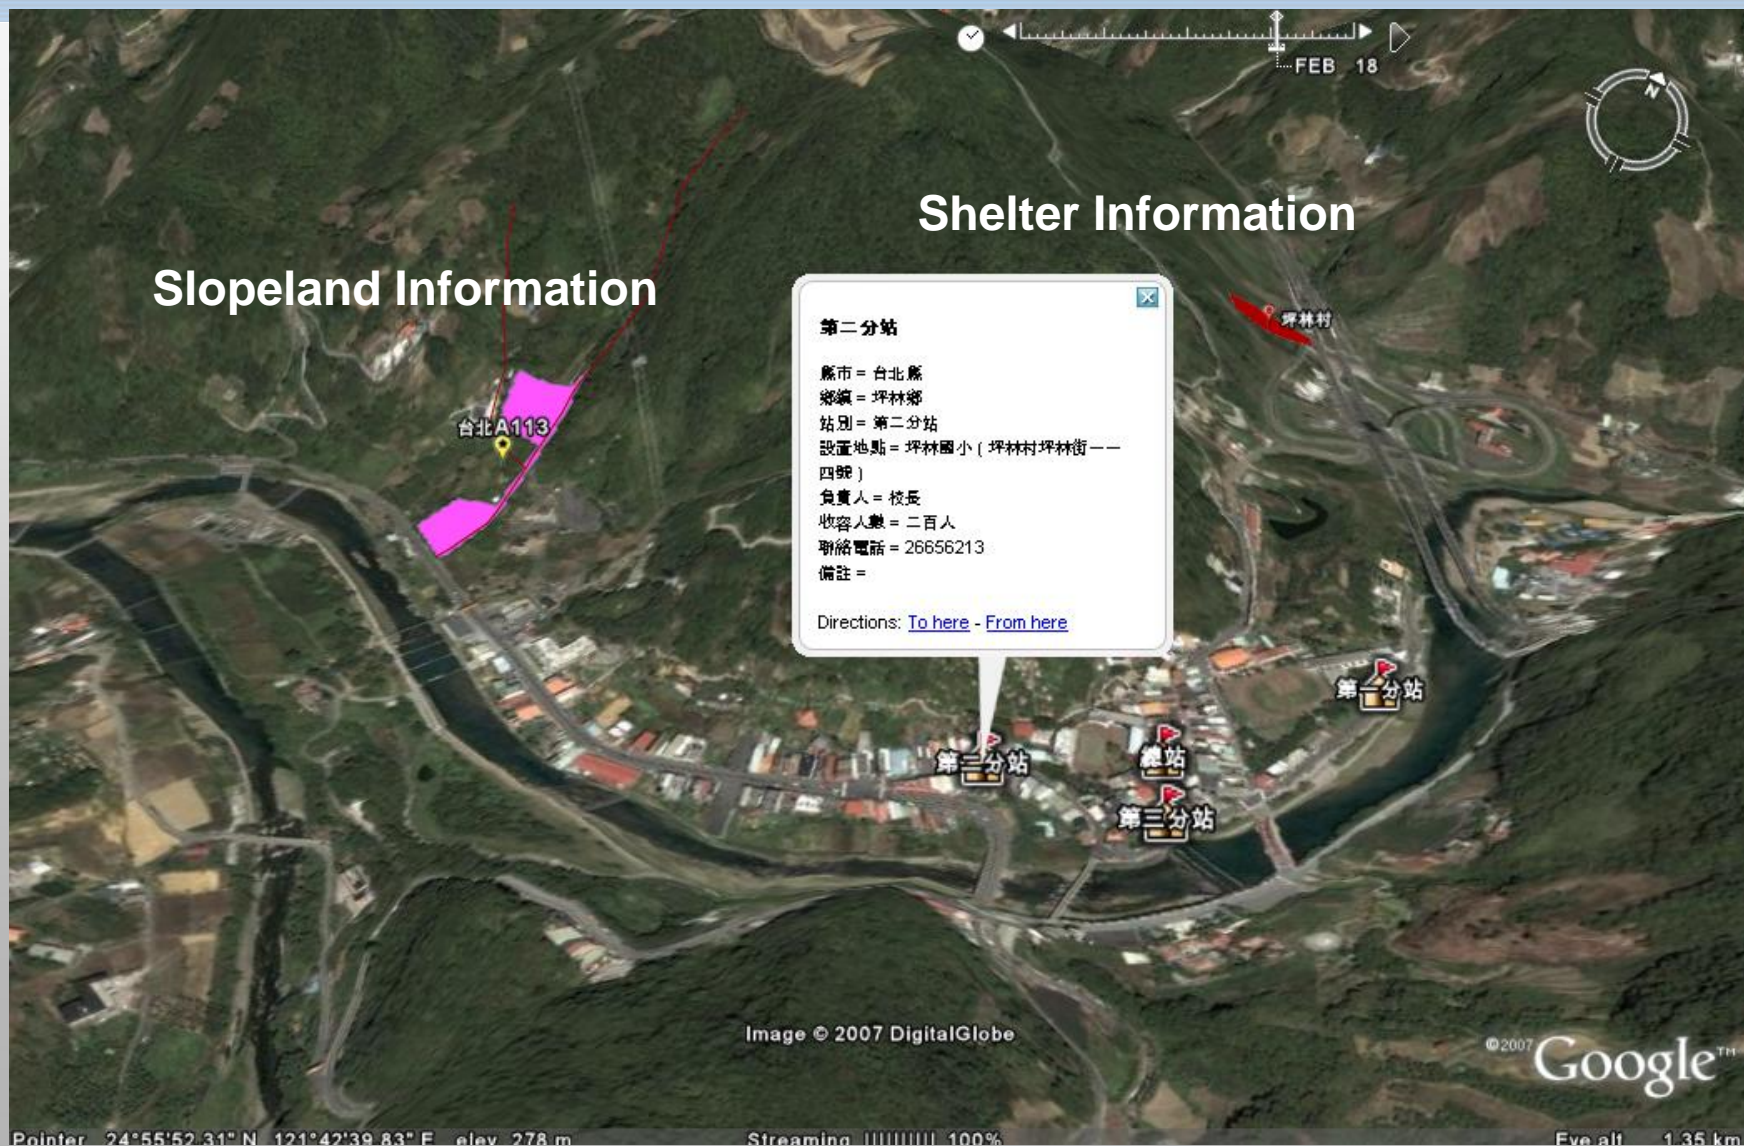 FEB 18
N
Shelter Information
Slopeland Information
第二分站
縣市 = 台北縣
鄉鎮 = 坪林鄉
站別 = 第二分站
設置地點 = 坪林國小 ( 坪林村坪林街一一
四號 )
負責人 = 校長
收容人數 = 二百人
聯絡電話 = 26656213
備註 =
Directions: To here - From here
坪林村
台北A113
第一分站
第二分站
總站
第三分站
Image © 2007 DigitalGlobe
©2007 Google™
Pointer 24°55'52.31" N 121°42'39.83" E elev 278 m
Streaming ||||||||| 100%
Eye alt 1.35 km